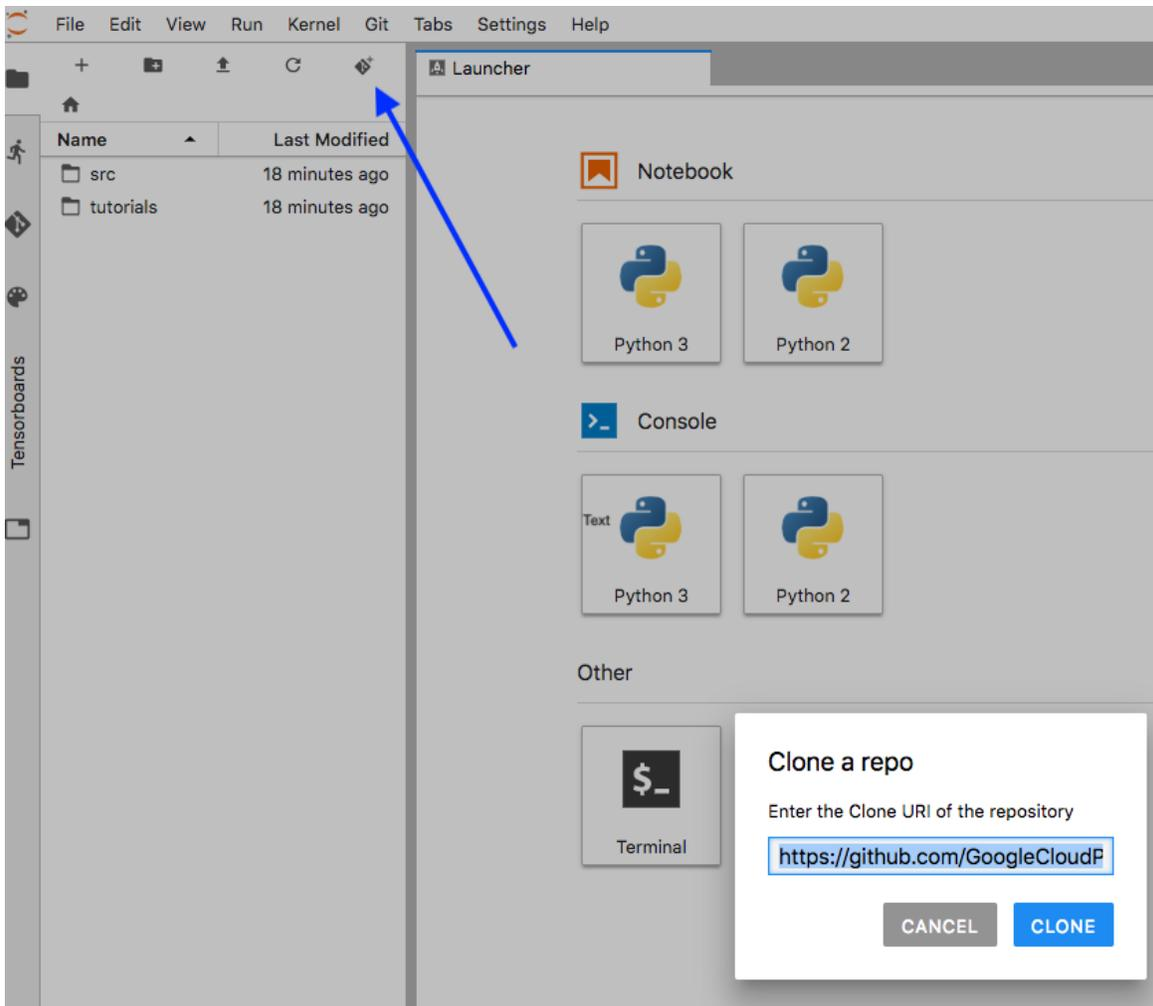 File Edit View Run Kernel Git Tabs Settings Help
Launcher
Name Last Modified
src 18 minutes ago
tutorials 18 minutes ago
Tensorboards
Notebook
Python 3 Python 2
Console
Text
Python 3 Python 2
Other
$_
Terminal
Clone a repo
Enter the Clone URI of the repository
https://github.com/GoogleCloudP
CANCEL CLONE